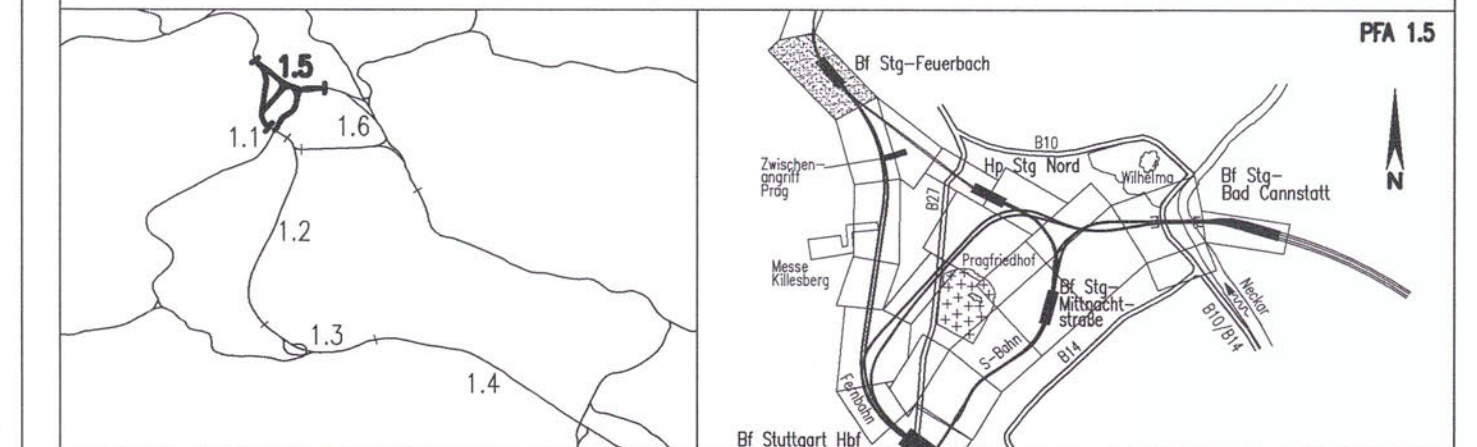 1.5
1.1
1.6
1.2
1.3
1.4
PFA 1.5
Bf Stg-Feuerbach
N
Zwischen-
angriff
Prag
B10
Hp Stg Nord
Wilhelma
Bf Stg-
Bad Cannstatt
B27
Messe
Killesberg
Pragfriedhof
Bf Stg-
Mittnacht-
straße
Neckar
B10/B14
S-Bahn
B14
Fernbahn
Bf Stuttgart Hbf